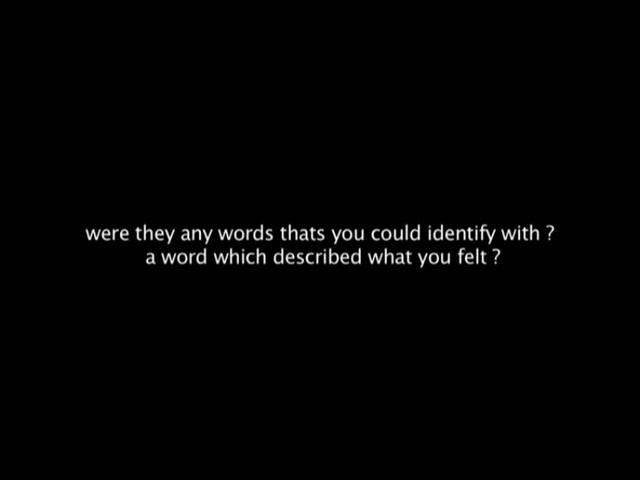 were they any words thats you could identify with ?
a word which described what you felt ?